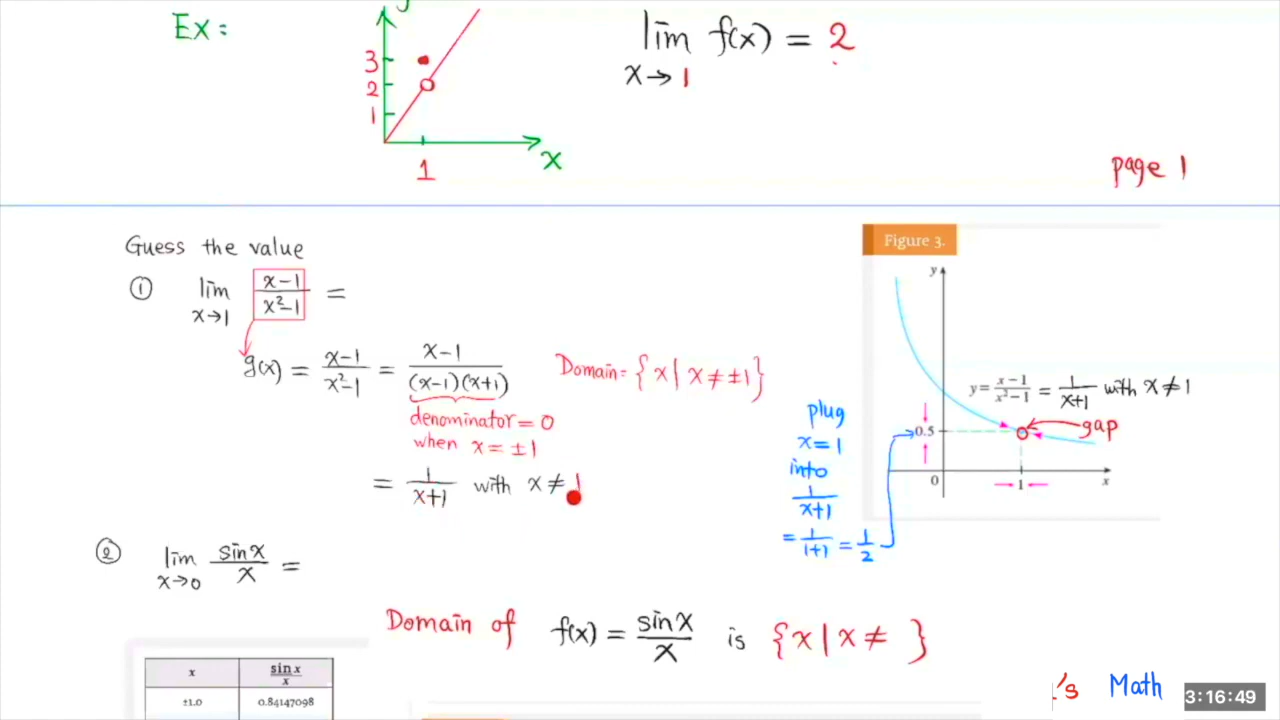 Ex:
y
3
2
1
1
x
lim f(x) = 2
x→1
page 1
Guess the value
① lim x-1/x²-1 =
x→1
g(x) = x-1/x²-1 = x-1/(x-1)(x+1)
Domain = {x | x ≠ ±1}
denominator = 0
when x = ±1
= 1/x+1 with x ≠ 1
plug
x=1
into
1/x+1
= 1/1+1 = 1/2
Figure 3.
y
y = x-1/x²-1 = 1/x+1 with x ≠ 1
gap
0.5
0
1
x
② lim sinx/x =
x→0
Domain of f(x) = sinx/x is {x | x ≠ }
x sin x/x
±1.0 0.84147098
's Math
3:16:49